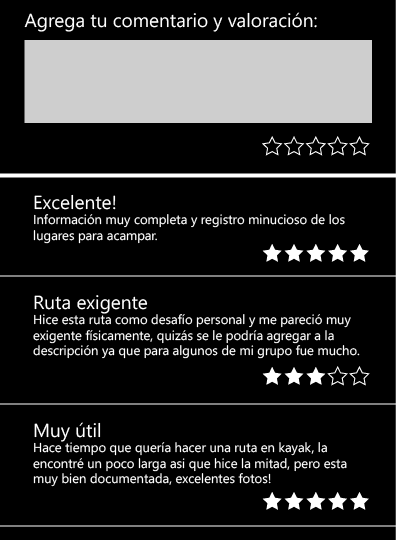 Agrega tu comentario y valoración:
Excelente!
Información muy completa y registro minucioso de los
lugares para acampar.
Ruta exigente
Hice esta ruta como desafío personal y me pareció muy
exigente físicamente, quizás se le podría agregar a la
descripción ya que para algunos de mi grupo fue mucho.
Muy útil
Hace tiempo que quería hacer una ruta en kayak, la
encontré un poco larga asi que hice la mitad, pero esta
muy bien documentada, excelentes fotos!